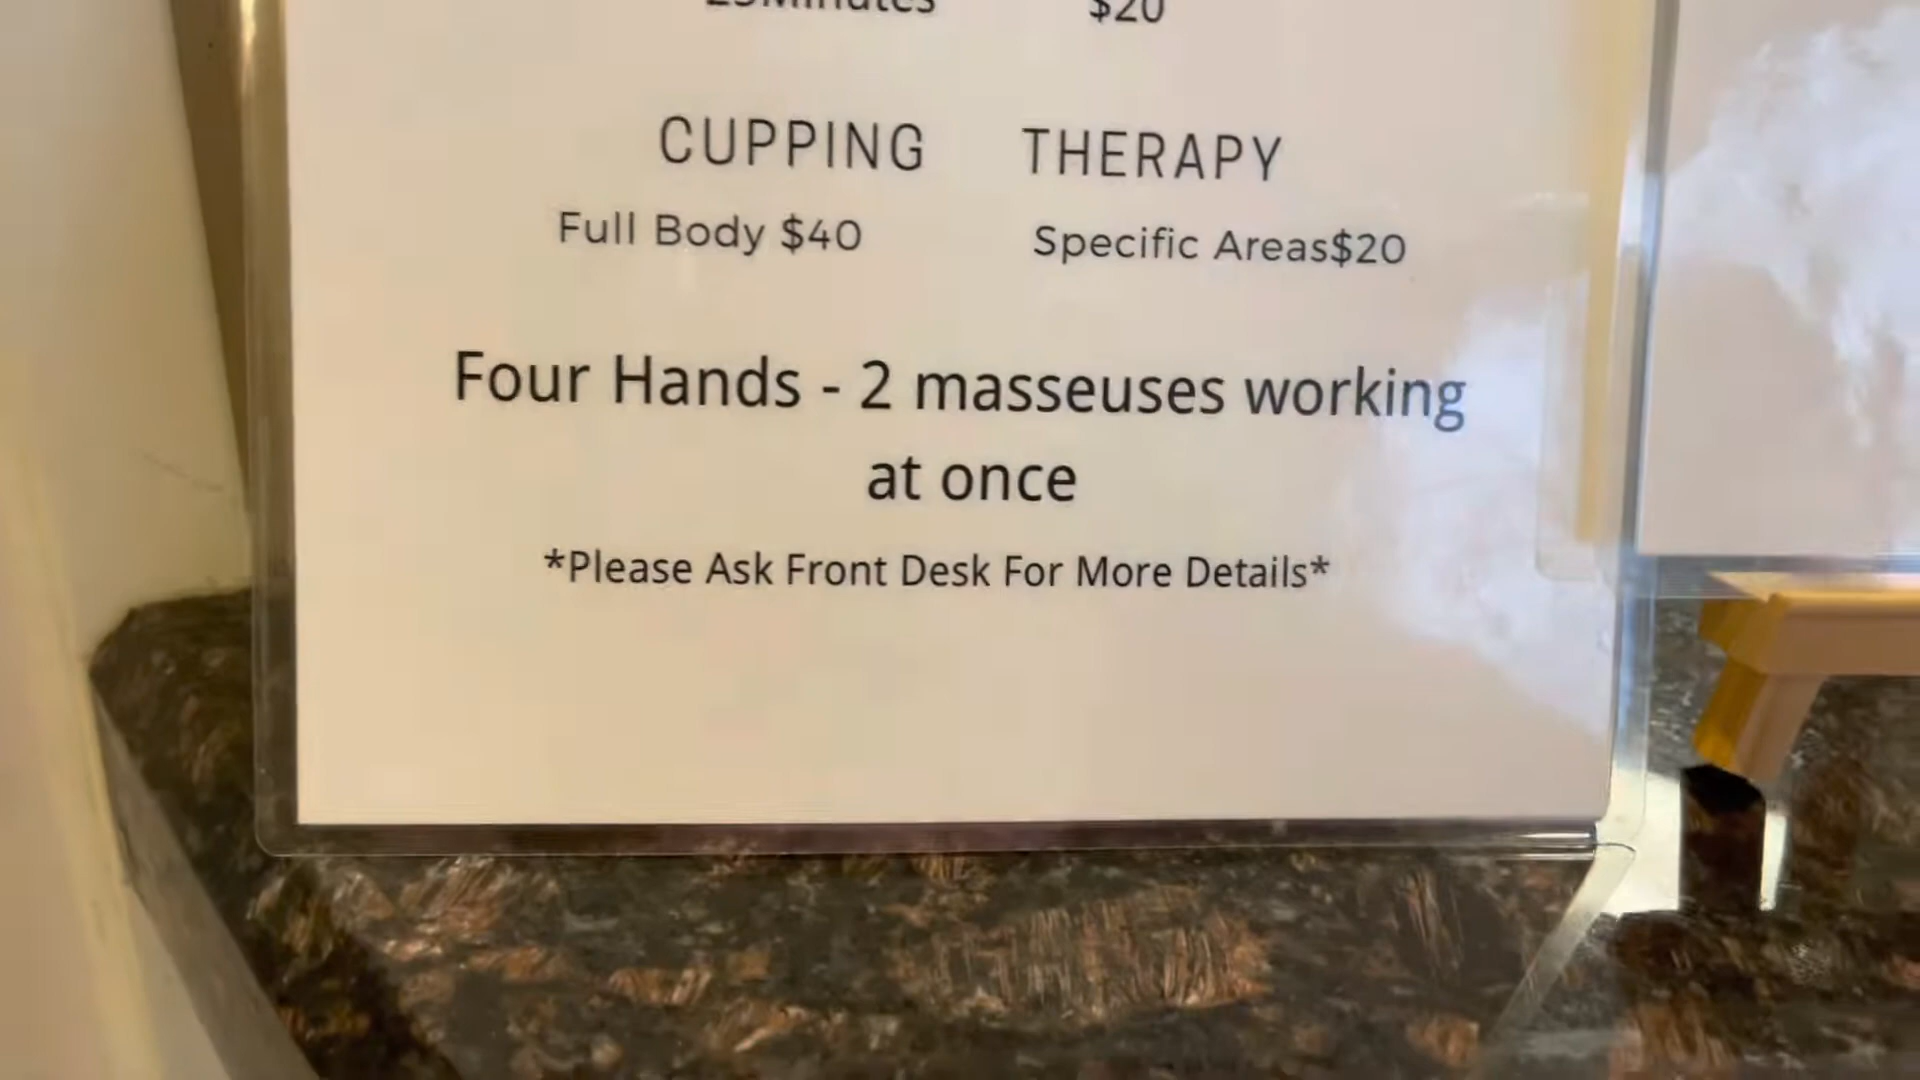 $20
CUPPING THERAPY
Full Body $40 Specific Areas$20
Four Hands - 2 masseuses working
at once
*Please Ask Front Desk For More Details*